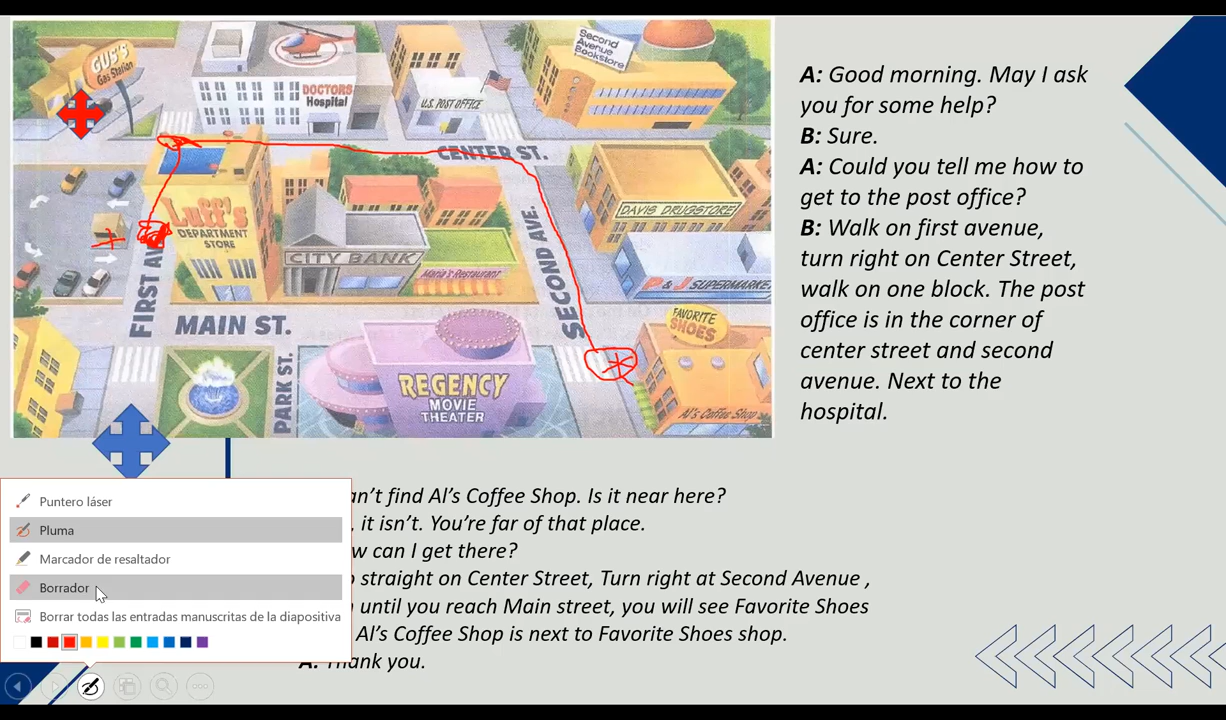 GUS'S
Gas Station
DOCTORS
Hospital
U.S. POST OFFICE
Second
Avenue
Bookstore
CENTER ST.
Luff's
DEPARTMENT
STORE
CITY BANK
Maria's Restaurant
DAVIS DRUGSTORE
P & J SUPERMARKET
FIRST AV
SECOND AVE.
MAIN ST.
PARK ST.
REGENCY
MOVIE
THEATER
FAVORITE
SHOES
Al's Coffee Shop
A: Good morning. May I ask
you for some help?
B: Sure.
A: Could you tell me how to
get to the post office?
B: Walk on first avenue,
turn right on Center Street,
walk on one block. The post
office is in the corner of
center street and second
avenue. Next to the
hospital.
an't find Al's Coffee Shop. Is it near here?
, it isn't. You're far of that place.
w can I get there?
straight on Center Street, Turn right at Second Avenue ,
until you reach Main street, you will see Favorite Shoes
Al's Coffee Shop is next to Favorite Shoes shop.
A: Thank you.
Puntero láser
Pluma
Marcador de resaltador
Borrador
Borrar todas las entradas manuscritas de la diapositiva